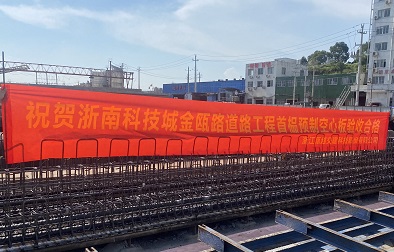 祝贺浙南科技城金瓯路道路工程首榀预制空心板验收合格